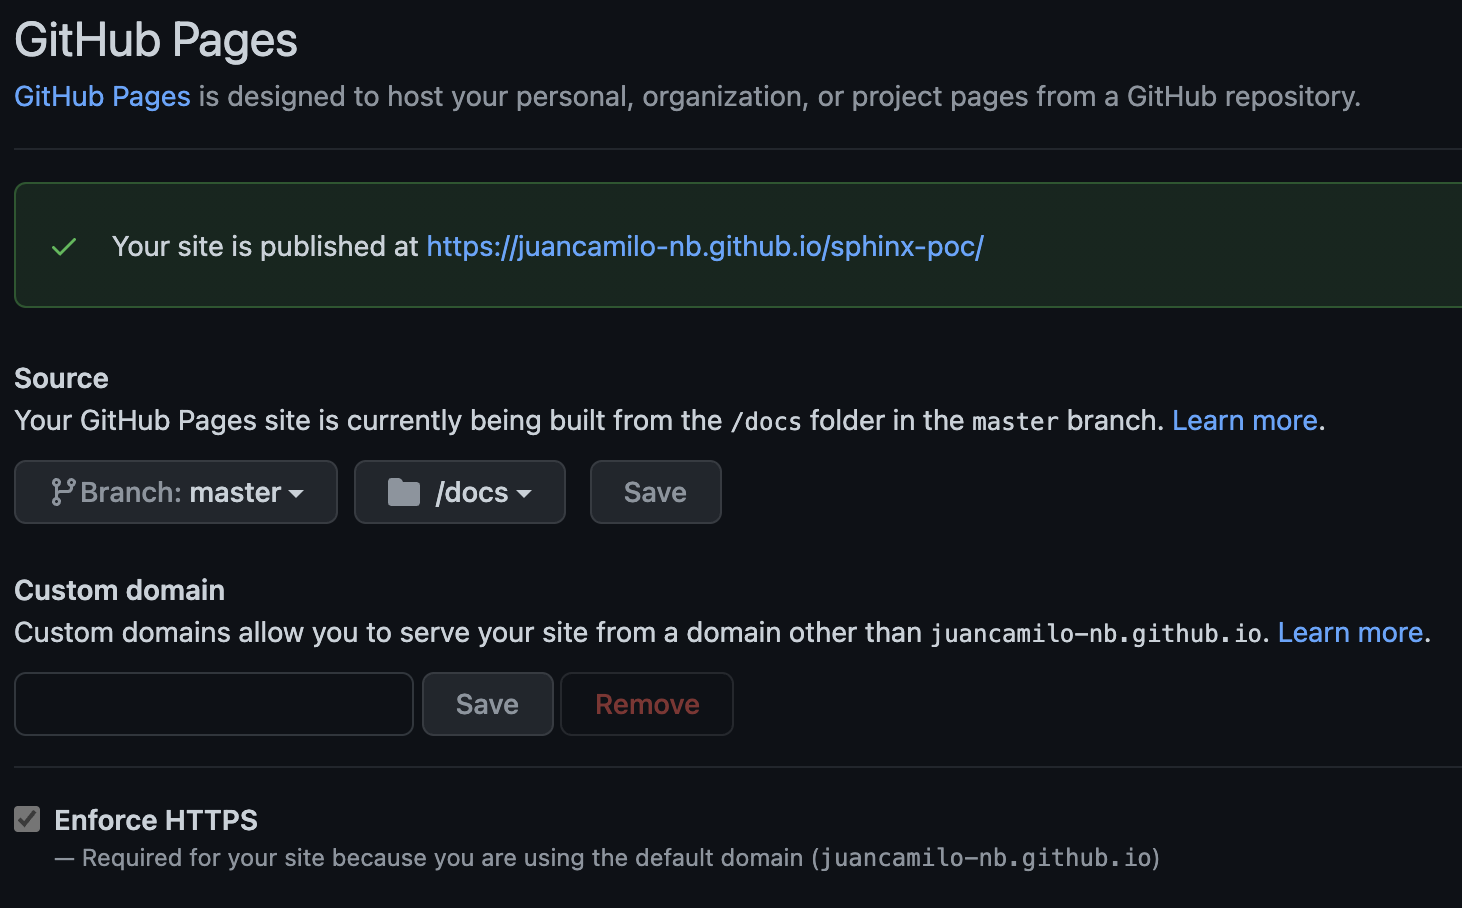 GitHub Pages
GitHub Pages is designed to host your personal, organization, or project pages from a GitHub repository.
Your site is published at https://juancamilo-nb.github.io/sphinx-poc/
Source
Your GitHub Pages site is currently being built from the /docs folder in the master branch. Learn more.
Branch: master /docs Save
Custom domain
Custom domains allow you to serve your site from a domain other than juancamilo-nb.github.io. Learn more.
Save Remove
Enforce HTTPS
— Required for your site because you are using the default domain (juancamilo-nb.github.io)